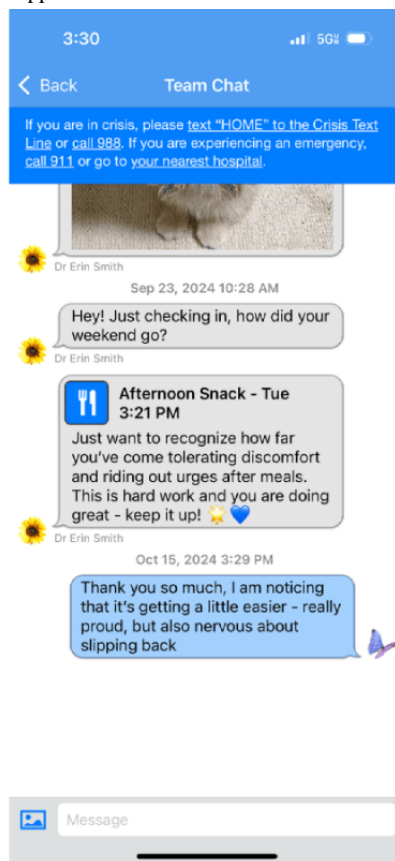 3:30
5G
Back
Team Chat
If you are in crisis, please text “HOME” to the Crisis Text
Line or call 988. If you are experiencing an emergency,
call 911 or go to your nearest hospital.
Dr Erin Smith
Sep 23, 2024 10:28 AM
Hey! Just checking in, how did your
weekend go?
Dr Erin Smith
Afternoon Snack - Tue
3:21 PM
Just want to recognize how far
you’ve come tolerating discomfort
and riding out urges after meals.
This is hard work and you are doing
great - keep it up! 🌟💙
Dr Erin Smith
Oct 15, 2024 3:29 PM
Thank you so much, I am noticing
that it’s getting a little easier - really
proud, but also nervous about
slipping back
Message